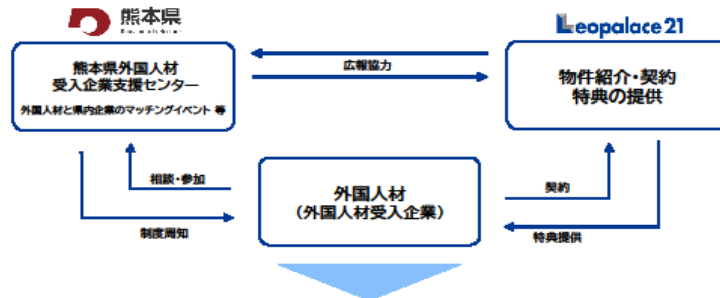 熊本県
Leopalace21
熊本県外国人材
受入企業支援センター
外国人材と県内企業のマッチングイベント 等
広報協力
物件紹介・契約
特典の提供
相談・参加
外国人材
(外国人材受入企業)
契約
制度周知
特典提供